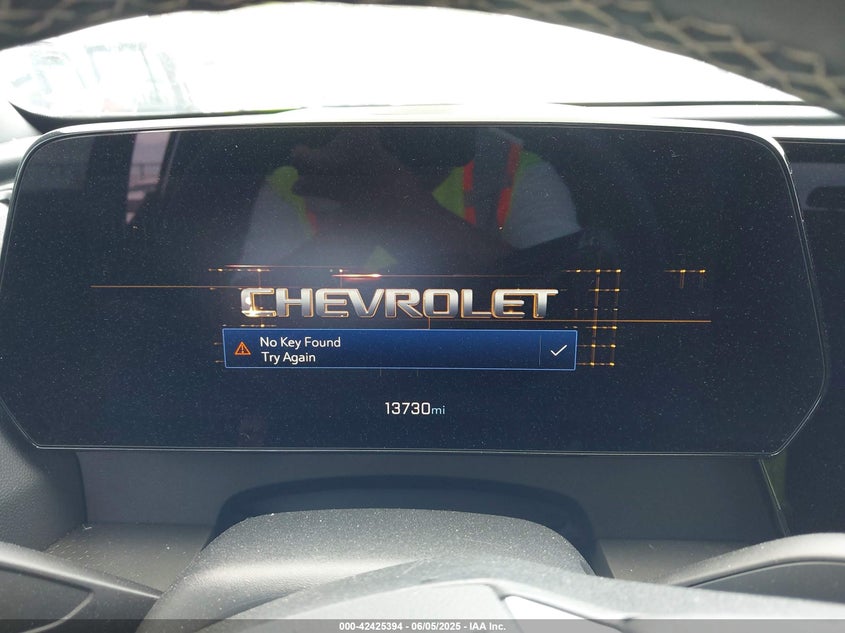 CHEVROLET
No Key Found
Try Again
13730mi
000-42425394 - 06/05/2025 - IAA Inc.